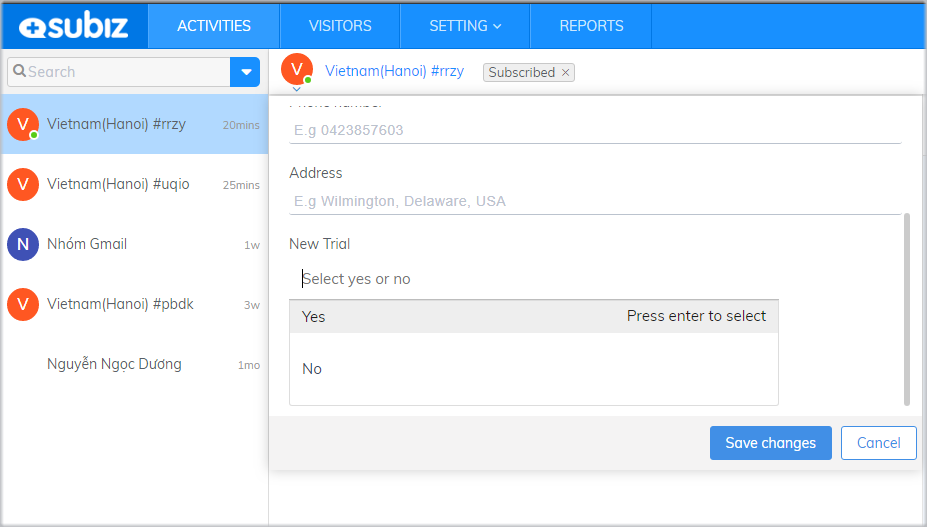 subiz ACTIVITIES VISITORS SETTING REPORTS
Search
V Vietnam(Hanoi) #rrzy Subscribed ×
V Vietnam(Hanoi) #rrzy 20mins
V Vietnam(Hanoi) #uqio 25mins
N Nhóm Gmail 1w
V Vietnam(Hanoi) #pbdk 3w
Nguyễn Ngọc Dương 1mo
Phone number
E.g 0423857603
Address
E.g Wilmington, Delaware, USA
New Trial
Select yes or no
Yes Press enter to select
No
Save changes Cancel